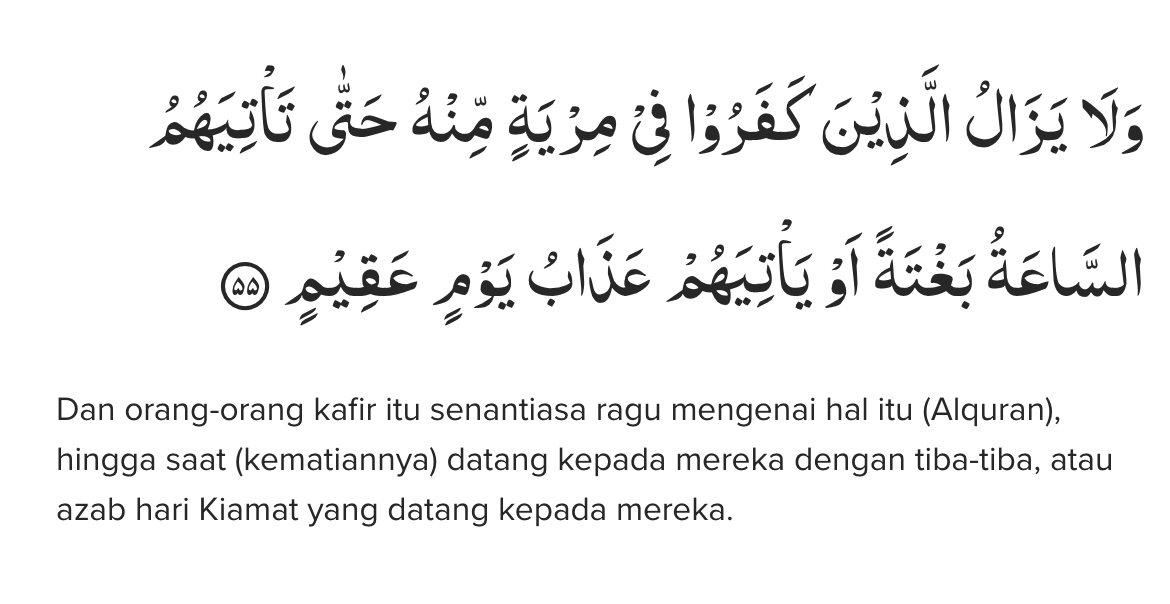 وَلَا يَزَالُ الَّذِيْنَ كَفَرُوْا فِيْ مِرْيَةٍ مِّنْهُ حَتّٰى تَأْتِيَهُمُ
السَّاعَةُ بَغْتَةً اَوْ يَأْتِيَهُمْ عَذَابُ يَوْمٍ عَقِيْمٍ ۵۵
Dan orang-orang kafir itu senantiasa ragu mengenai hal itu (Alquran),
hingga saat (kematiannya) datang kepada mereka dengan tiba-tiba, atau
azab hari Kiamat yang datang kepada mereka.